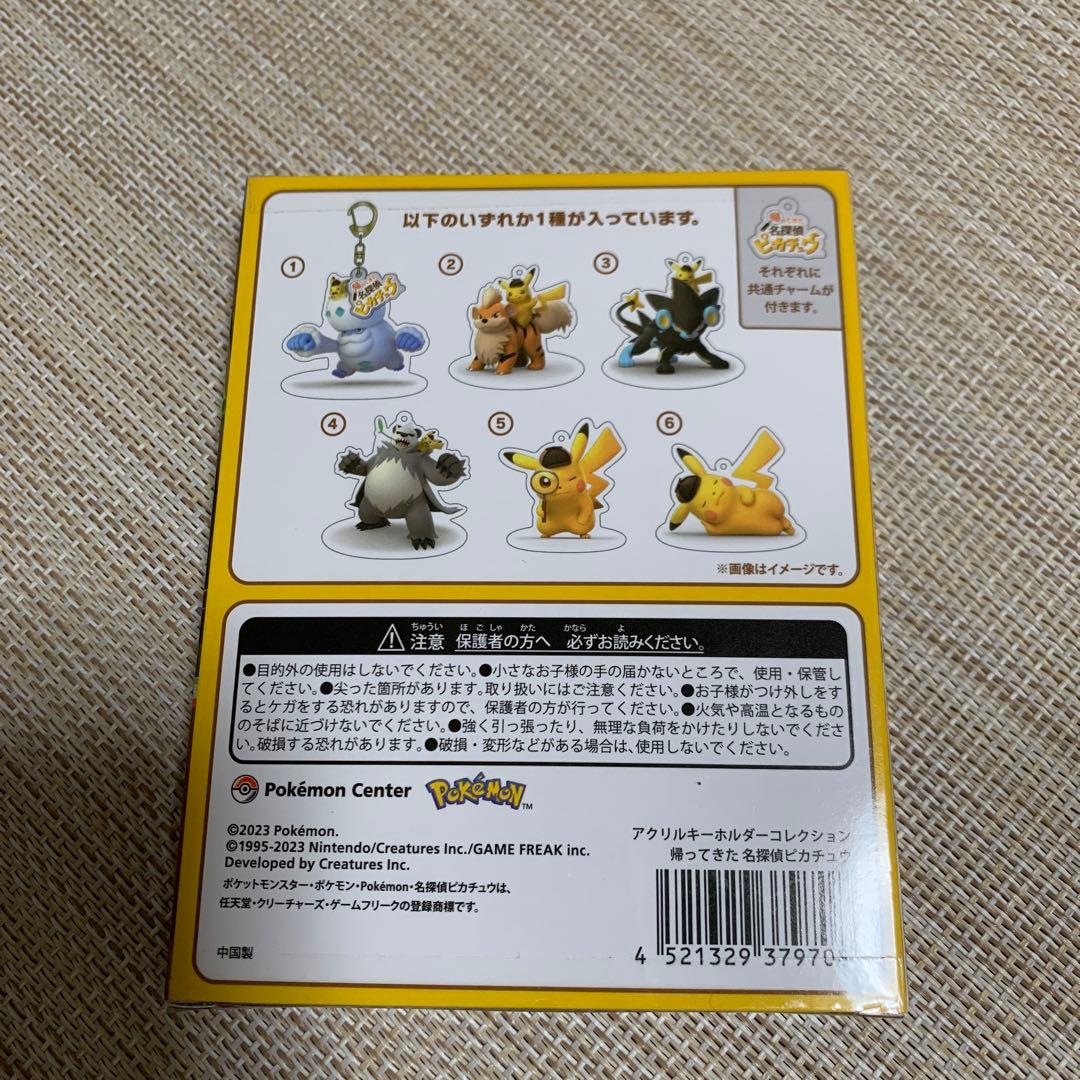 以下のいずれか1種が入っています。
帰ってきた
名探偵
ピカチュウ
それぞれに
共通チャームが
付きます。
①
帰ってきた
名探偵
ピカチュウ
②
③
④
⑤
⑥
※画像はイメージです。
ちゅうい ほごしゃ かた かなら よ
注意 保護者の方へ 必ずお読みください。
●目的外の使用はしないでください。●小さなお子様の手の届かないところで、使用・保管し
てください。●尖った箇所があります。取り扱いにはご注意ください。●お子様がつけ外しをす
るとケガをする恐れがありますので、保護者の方が行ってください。●火気や高温となるもの
のそばに近づけないでください。●強く引っ張ったり、無理な負荷をかけたりしないでくださ
い。破損する恐れがあります。●破損・変形などがある場合は、使用しないでください。
Pokémon Center POKéMON TM
©2023 Pokémon.
©1995-2023 Nintendo/Creatures Inc./GAME FREAK inc.
Developed by Creatures Inc.
ポケットモンスター・ポケモン・Pokémon・名探偵ピカチュウは、
任天堂・クリーチャーズ・ゲームフリークの登録商標です。
中国製
アクリルキーホルダーコレクション
帰ってきた 名探偵ピカチュウ
4 521329 37970